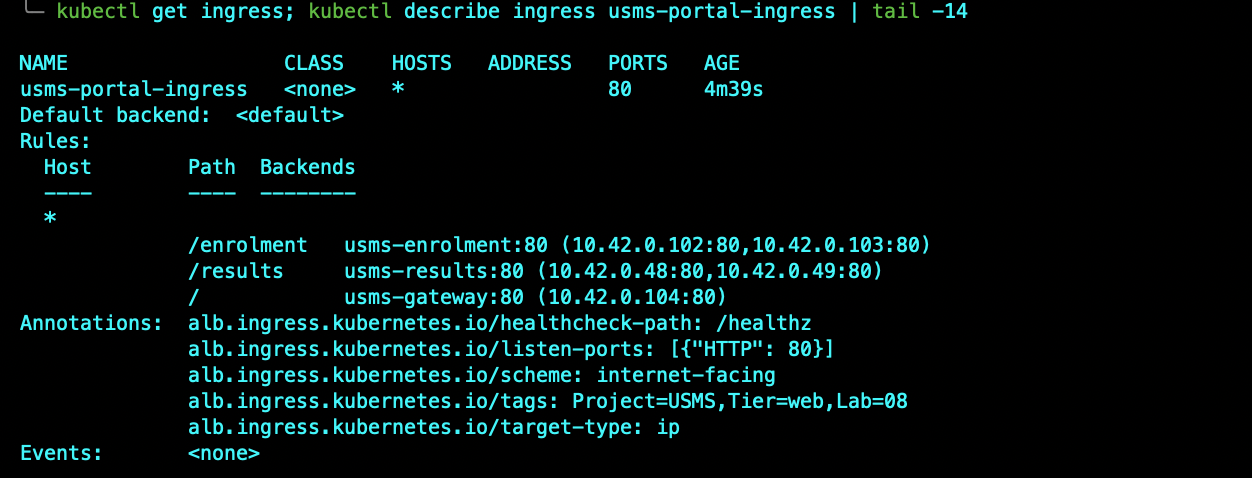 ╰─ kubectl get ingress; kubectl describe ingress usms-portal-ingress | tail -14
NAME                  CLASS    HOSTS   ADDRESS   PORTS   AGE
usms-portal-ingress   <none>   *                 80      4m39s
Default backend:  <default>
Rules:
  Host        Path  Backends
  ----        ----  --------
  *
              /enrolment   usms-enrolment:80 (10.42.0.102:80,10.42.0.103:80)
              /results     usms-results:80 (10.42.0.48:80,10.42.0.49:80)
              /            usms-gateway:80 (10.42.0.104:80)
Annotations:  alb.ingress.kubernetes.io/healthcheck-path: /healthz
              alb.ingress.kubernetes.io/listen-ports: [{"HTTP": 80}]
              alb.ingress.kubernetes.io/scheme: internet-facing
              alb.ingress.kubernetes.io/tags: Project=USMS,Tier=web,Lab=08
              alb.ingress.kubernetes.io/target-type: ip
Events:       <none>